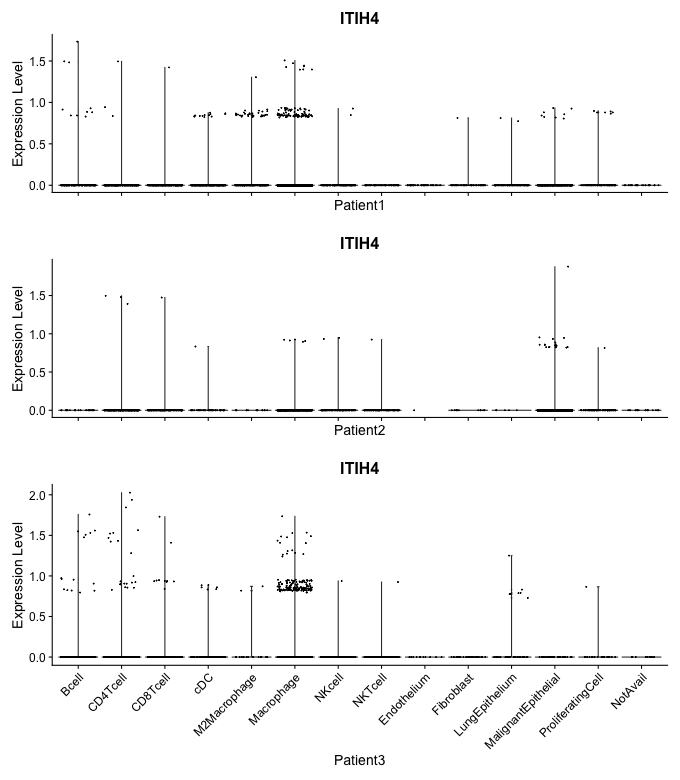 ITIH4
Expression Level
1.5
1.0
0.5
0.0
Patient1
ITIH4
Expression Level
1.5
1.0
0.5
0.0
Patient2
ITIH4
Expression Level
2.0
1.5
1.0
0.5
0.0
Bcell
CD4Tcell
CD8Tcell
cDC
M2Macrophage
Macrophage
NKcell
NKTcell
Endothelium
Fibroblast
LungEpithelium
MalignantEpithelial
ProliferatingCell
NotAvail
Patient3